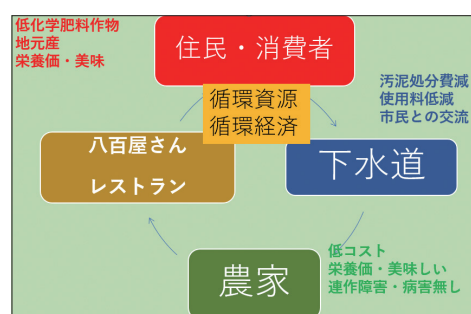 低化学肥料作物
地元産
栄養価・美味
住民・消費者
汚泥処分費減
使用料低減
市民との交流
循環資源
循環経済
八百屋さん
レストラン
下水道
農家
低コスト
栄養価・美味しい
連作障害・病害無し